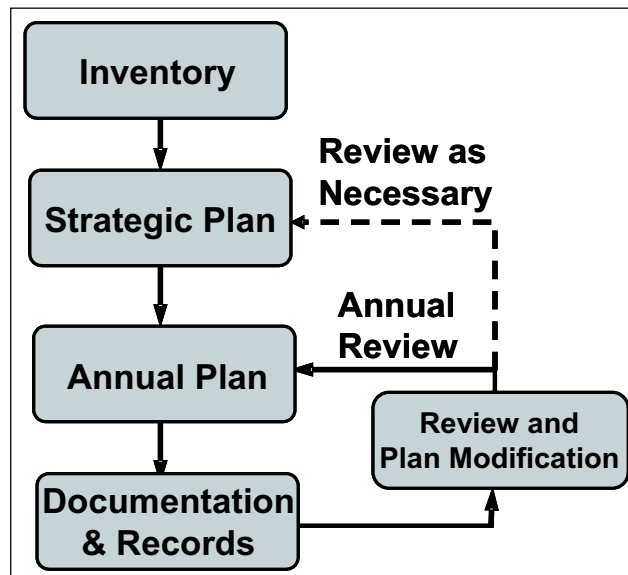 Inventory
Review as
Necessary
Strategic Plan
Annual
Review
Annual Plan
Review and
Plan Modification
Documentation
& Records